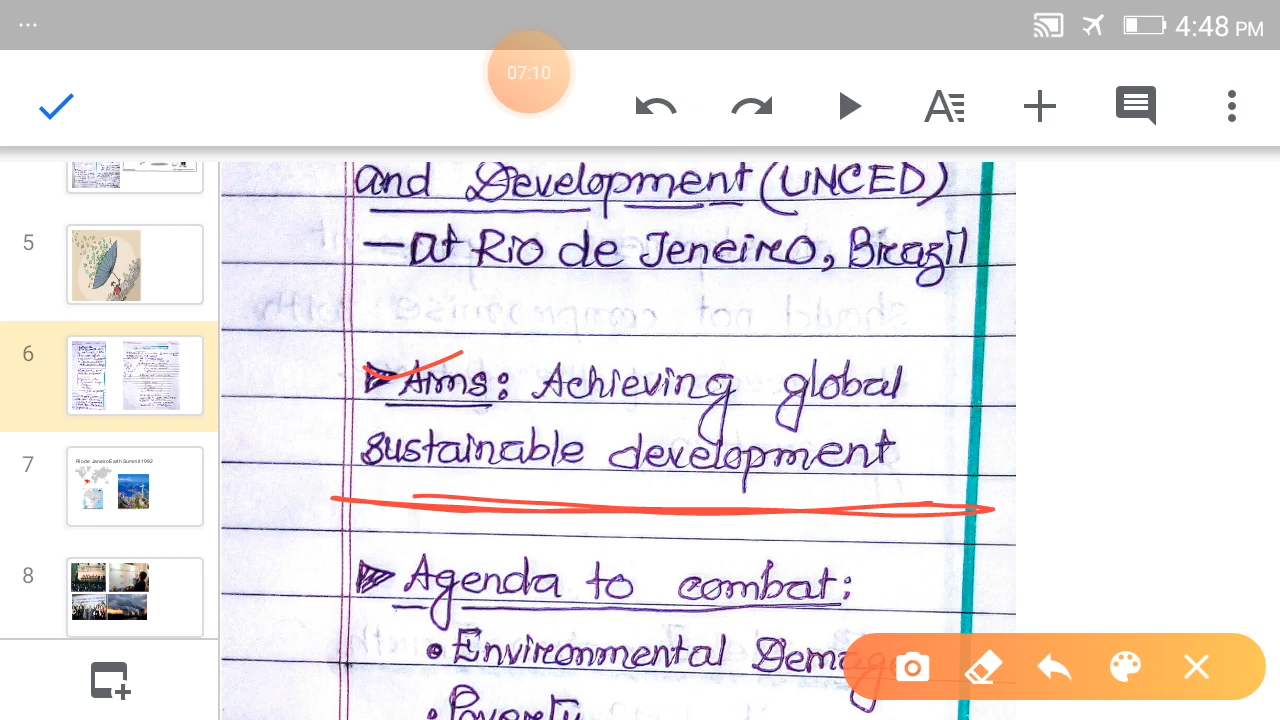 4:48 PM
07:10
and Development (UNCED)
— at Rio de Jeneiro, Brazil
Aims: Achieving global
sustainable development
Agenda to combat:
• Environmental Demage
• Poverty
5
6
7
Rio de Janeiro Earth Summit 1992
8